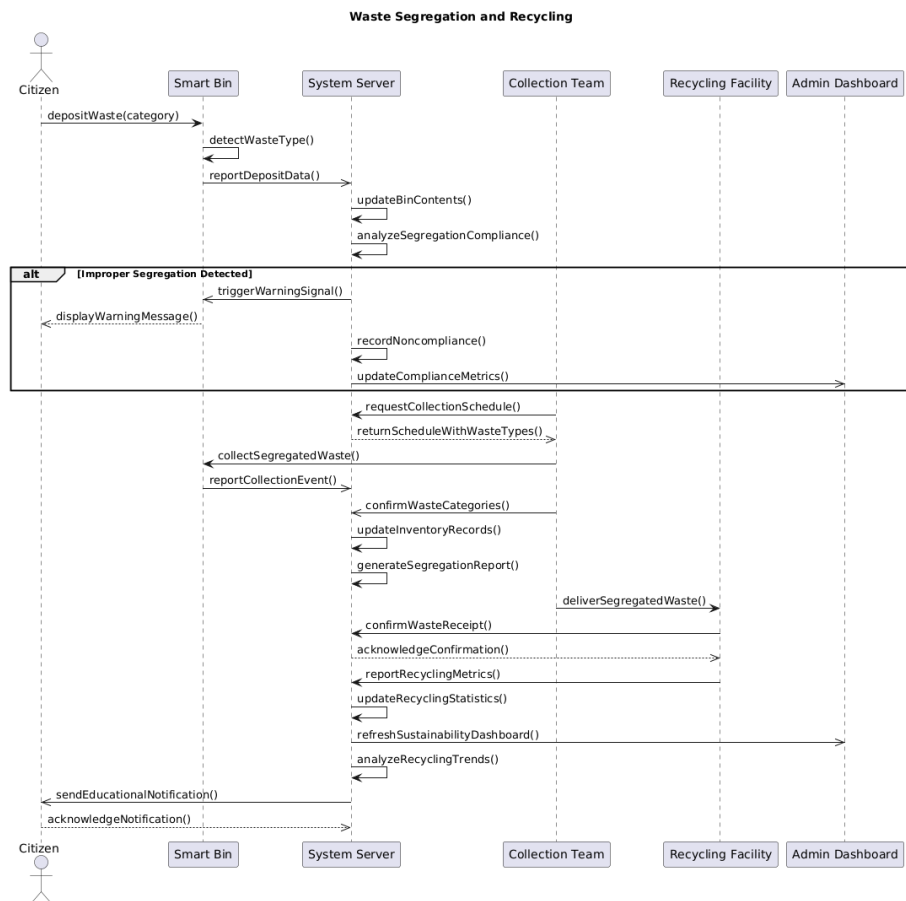 Waste Segregation and Recycling
Citizen
Smart Bin
System Server
Collection Team
Recycling Facility
Admin Dashboard
depositWaste(category)
detectWasteType()
reportDepositData()
updateBinContents()
analyzeSegregationCompliance()
alt [Improper Segregation Detected]
triggerWarningSignal()
displayWarningMessage()
recordNoncompliance()
updateComplianceMetrics()
requestCollectionSchedule()
returnScheduleWithWasteTypes()
collectSegregatedWaste()
reportCollectionEvent()
confirmWasteCategories()
updateInventoryRecords()
generateSegregationReport()
deliverSegregatedWaste()
confirmWasteReceipt()
acknowledgeConfirmation()
reportRecyclingMetrics()
updateRecyclingStatistics()
refreshSustainabilityDashboard()
analyzeRecyclingTrends()
sendEducationalNotification()
acknowledgeNotification()
Citizen
Smart Bin
System Server
Collection Team
Recycling Facility
Admin Dashboard